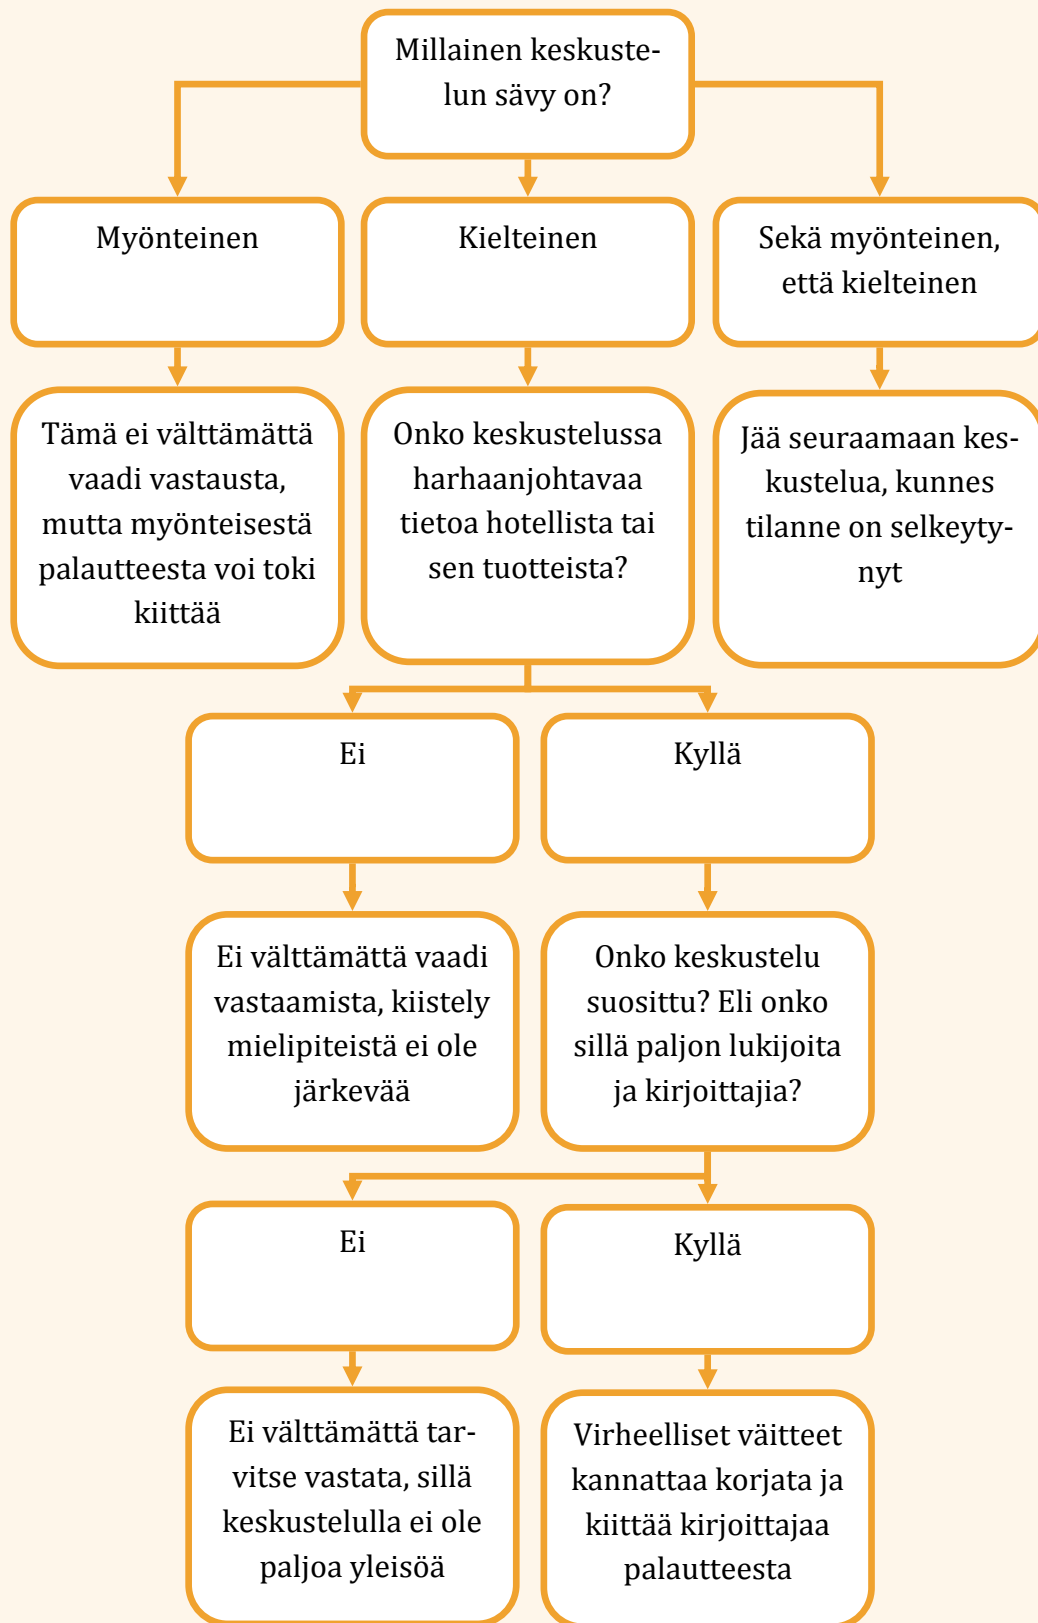 Millainen keskuste-
lun sävy on?
Myönteinen
Kielteinen
Sekä myönteinen,
että kielteinen
Tämä ei välttämättä
vaadi vastausta,
mutta myönteisestä
palautteesta voi toki
kiittää
Onko keskustelussa
harhaanjohtavaa
tietoa hotellista tai
sen tuotteista?
Jää seuraamaan kes-
kustelua, kunnes
tilanne on selkeyty-
nyt
Ei
Kyllä
Ei välttämättä vaadi
vastaamista, kiistely
mielipiteistä ei ole
järkevää
Onko keskustelu
suosittu? Eli onko
sillä paljon lukijoita
ja kirjoittajia?
Ei
Kyllä
Ei välttämättä tar-
vitse vastata, sillä
keskustelulla ei ole
paljoa yleisöä
Virheelliset väitteet
kannattaa korjata ja
kiittää kirjoittajaa
palautteesta